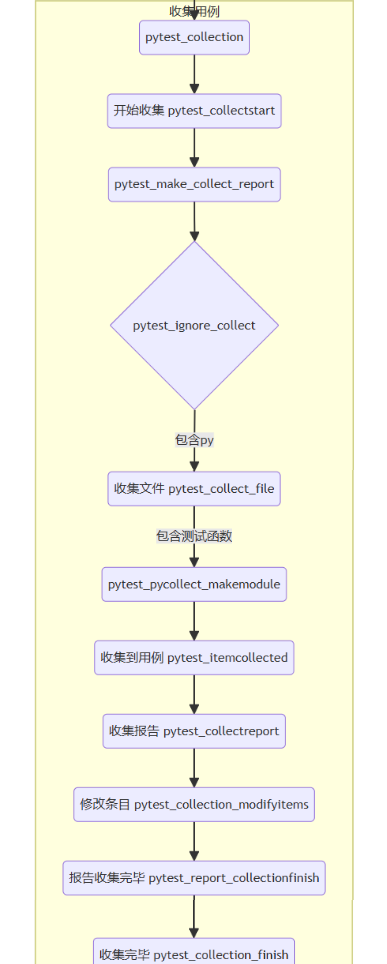 收集用例
pytest_collection
开始收集 pytest_collectstart
pytest_make_collect_report
pytest_ignore_collect
包含py
收集文件 pytest_collect_file
包含测试函数
pytest_pycollect_makemodule
收集到用例 pytest_itemcollected
收集报告 pytest_collectreport
修改条目 pytest_collection_modifyitems
报告收集完毕 pytest_report_collectionfinish
收集完毕 pytest_collection_finish